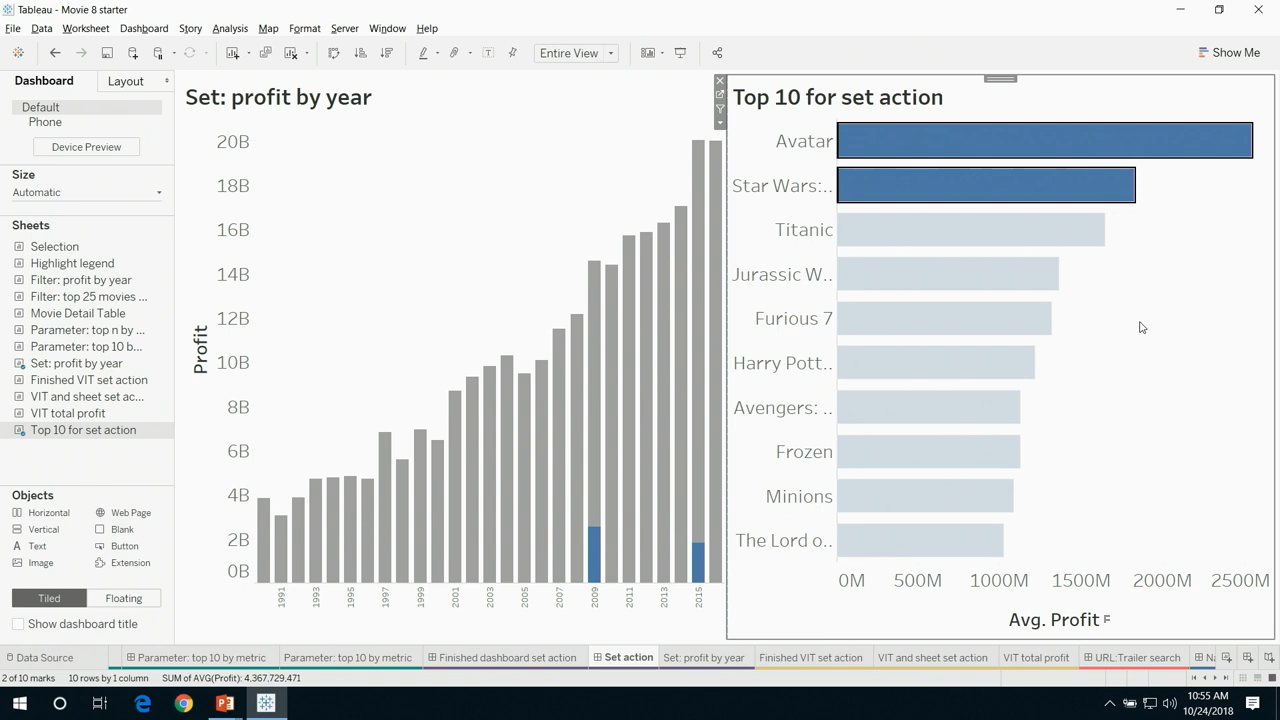 Tableau - Movie 8 starter
File Data Worksheet Dashboard Story Analysis Map Format Server Window Help
Entire View
Show Me
Dashboard Layout
Default
Phone
Device Preview
Size
Automatic
Sheets
Selection
Highlight legend
Filter: profit by year
Filter: top 25 movies ...
Movie Detail Table
Parameter: top n by ...
Parameter: top 10 b...
Set: profit by year
Finished VIT set action
VIT and sheet set ac...
VIT total profit
Top 10 for set action
Objects
Horizontal Web Page
Vertical Blank
Text Button
Image Extension
Tiled Floating
Show dashboard title
Set: profit by year
20B
18B
16B
14B
12B
10B
8B
6B
4B
2B
0B
Profit
1991 1993 1995 1997 1999 2001 2003 2005 2007 2009 2011 2013 2015
Top 10 for set action
Avatar
Star Wars:..
Titanic
Jurassic W..
Furious 7
Harry Pott..
Avengers: ..
Frozen
Minions
The Lord o..
0M 500M 1000M 1500M 2000M 2500M
Avg. Profit
Data Source Parameter: top 10 by metric Parameter: top 10 by metric Finished dashboard set action Set action Set: profit by year Finished VIT set action VIT and sheet set action VIT total profit URL:Trailer search
2 of 10 marks 10 rows by 1 column SUM of AVG(Profit): 4,367,729,471
10:55 AM
10/24/2018